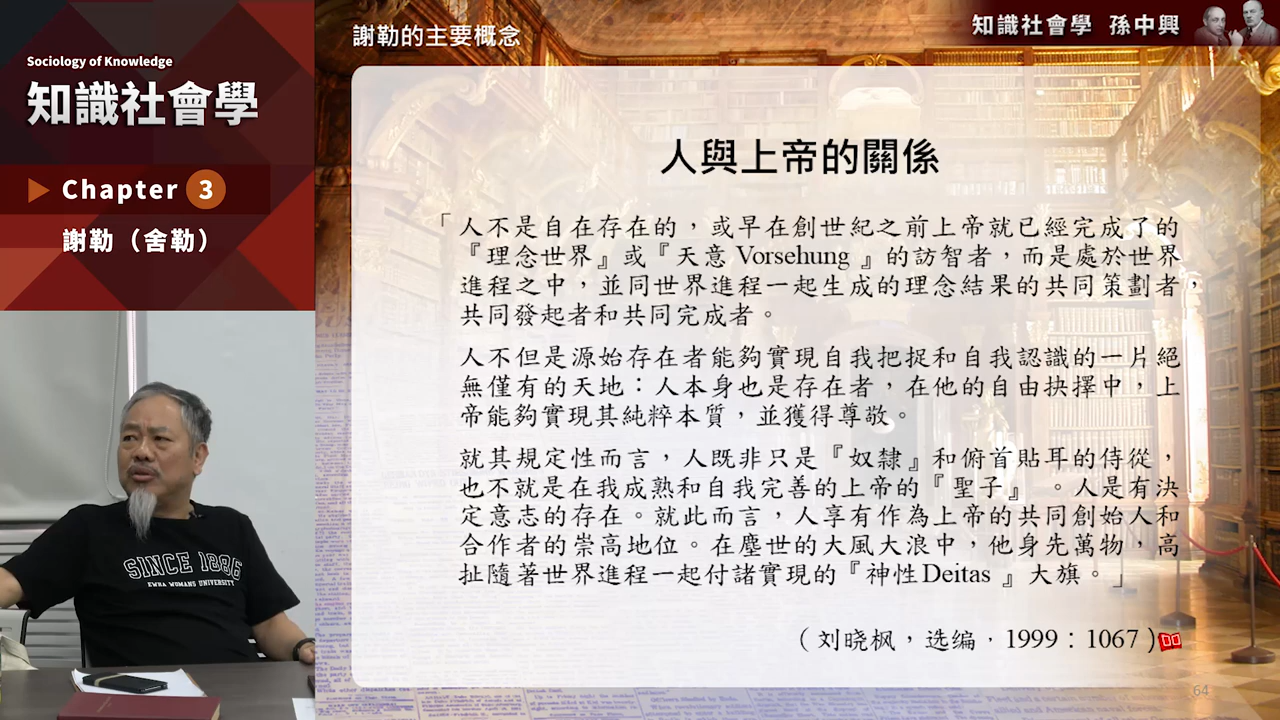 Sociology of Knowledge
知識社會學
Chapter 3
謝勒（舍勒）
SINCE 1886
EWHA WOMANS UNIVERSITY
謝勒的主要概念
知識社會學 孫中興
人與上帝的關係
「人不是自在存在的，或早在創世紀之前上帝就已經完成了的
『理念世界』或『天意 Vorsehung 』的訪智者，而是處於世界
進程之中，並同世界進程一起生成的理念結果的共同策劃者，
共同發起者和共同完成者。
人不但是源始存在者能夠實現自我把捉和自我認識的一片絕
無僅有的天地：人本身也是存在者，在他的自由抉擇中，上
帝能夠實現其純粹本質，並獲得尊敬。
就其規定性而言，人既非只是『奴隸』和俯首貼耳的侍從，
也不就是在我成熟和自我完善的上帝的『聖子』。人是有決
定意志的存在。就此而言，人享有作為上帝的共同創始人和
合作者的崇高地位。在塵世的大風大浪中，他身先萬物，高
扯隨著世界進程一起付諸實現的『神性Deitas 』大旗。」
（刘晓枫，选编，1999：1067）
64